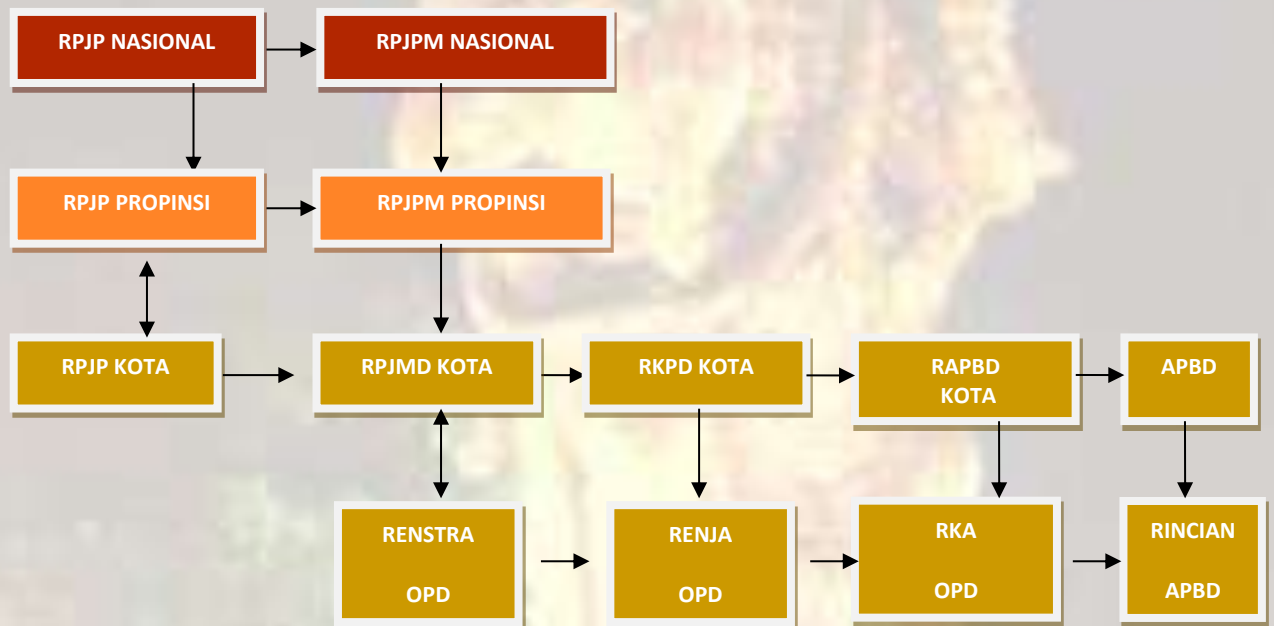 RPJP NASIONAL
RPJPM NASIONAL
RPJP PROPINSI
RPJPM PROPINSI
RPJP KOTA
RPJMD KOTA
RKPD KOTA
RAPBD
KOTA
APBD
RENSTRA
OPD
RENJA
OPD
RKA
OPD
RINCIAN
APBD